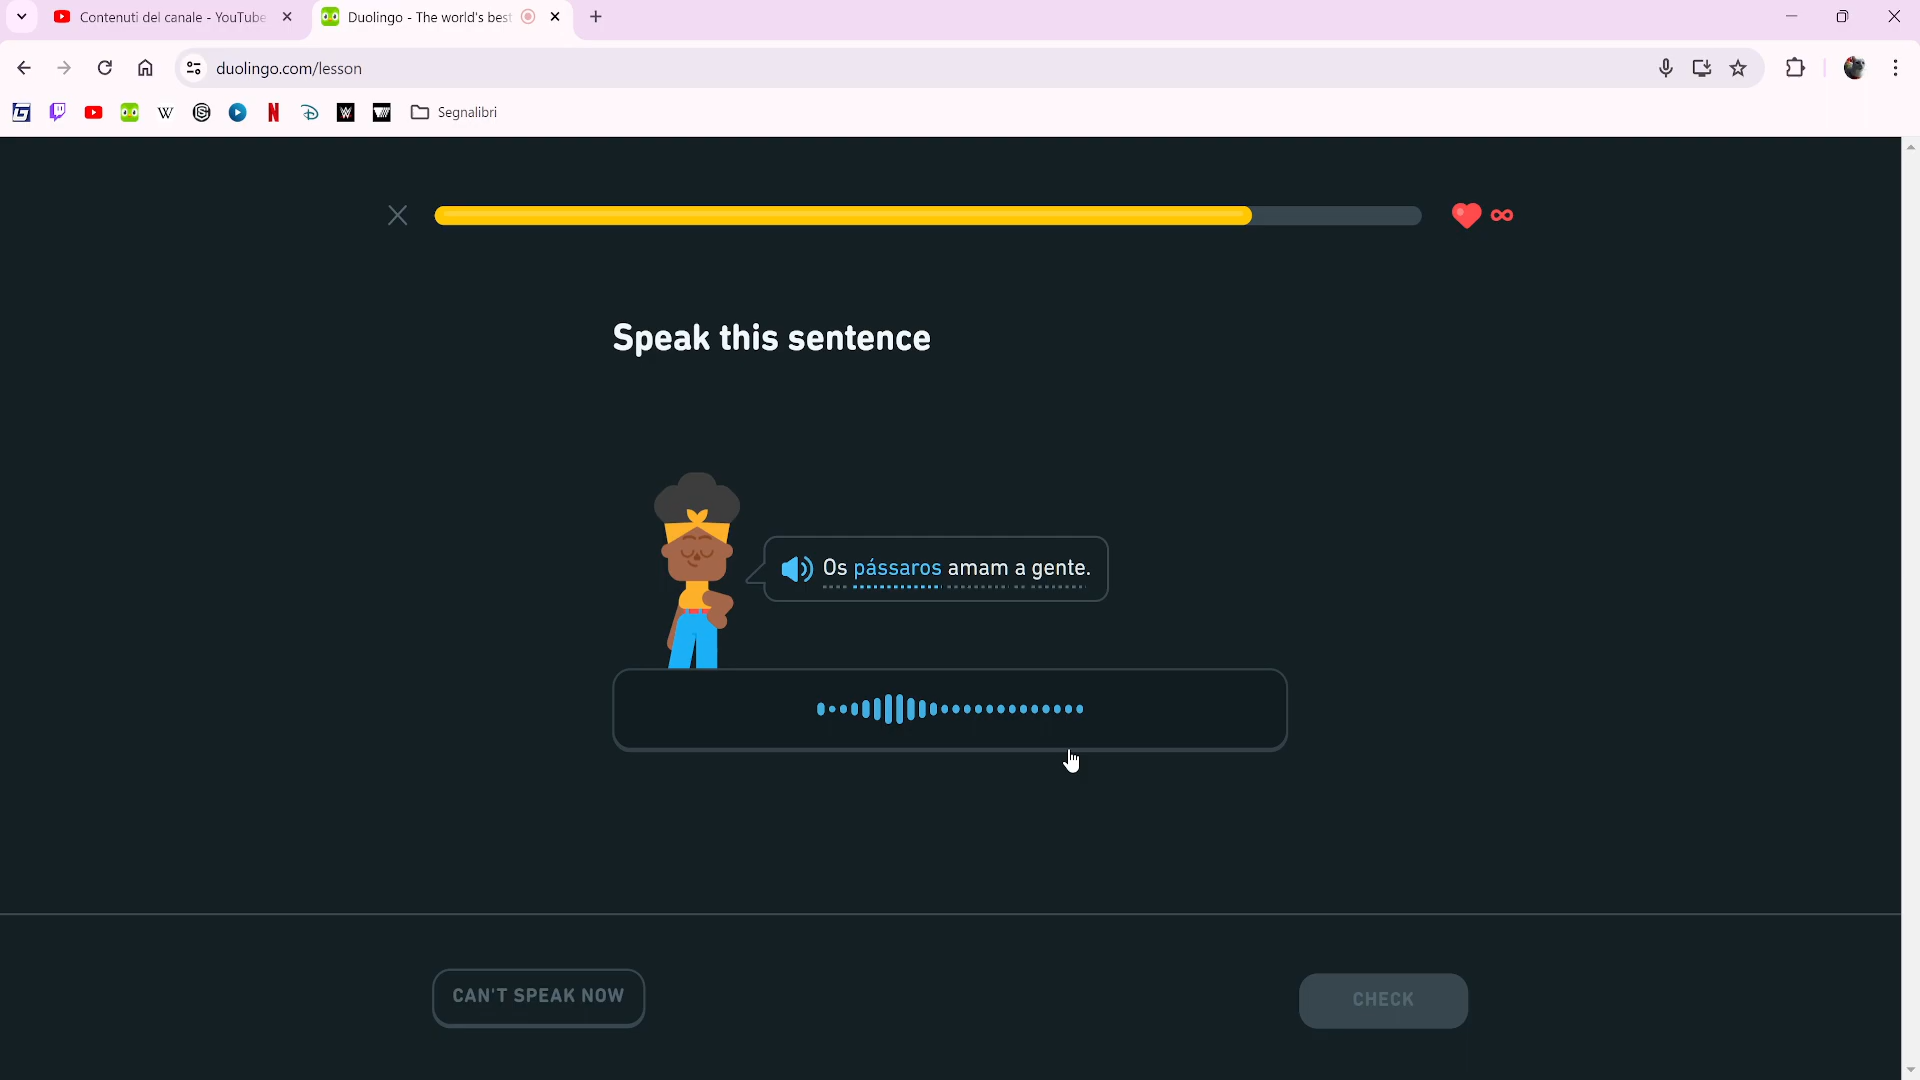 Contenuti del canale - YouTube
Duolingo - The world's best
duolingo.com/lesson
Segnalibri
Speak this sentence
Os pássaros amam a gente.
CAN'T SPEAK NOW
CHECK